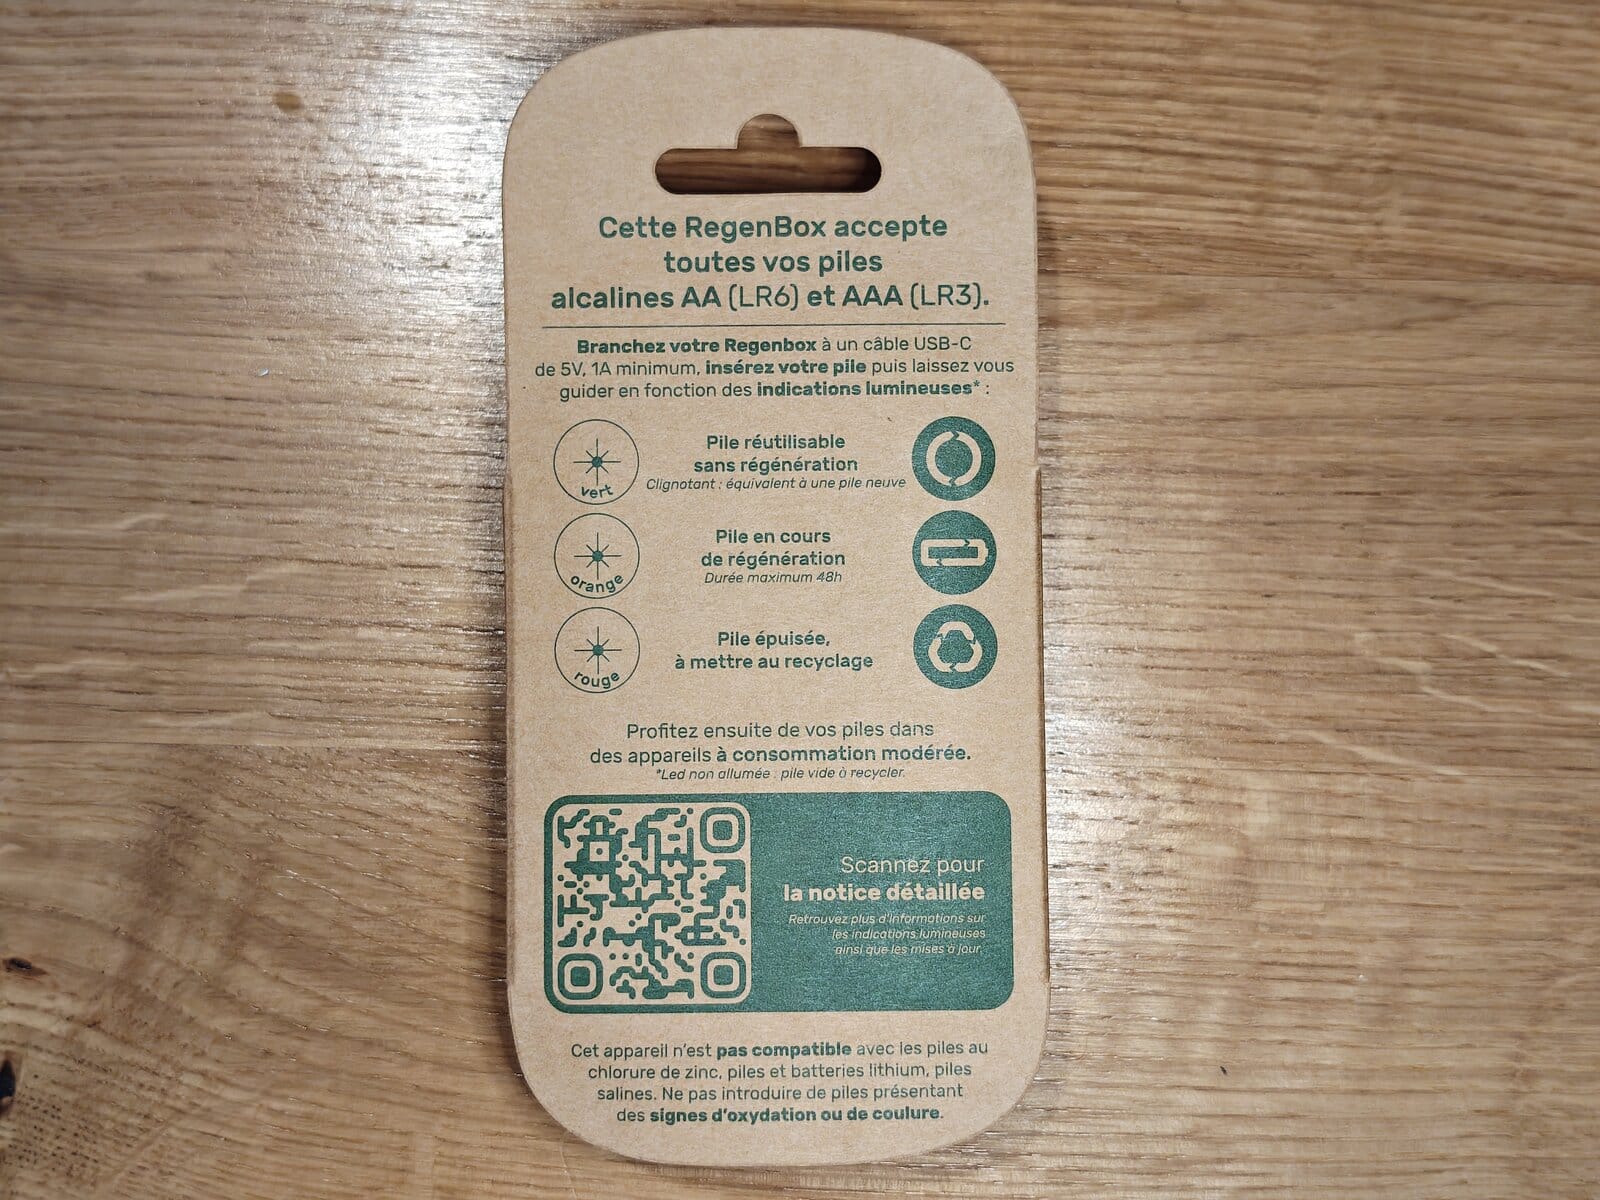 Cette RegenBox accepte
toutes vos piles
alcalines AA (LR6) et AAA (LR3).
Branchez votre Regenbox à un câble USB-C
de 5V, 1A minimum, insérez votre pile puis laissez vous
guider en fonction des indications lumineuses* :
vert
Pile réutilisable
sans régénération
Clignotant : équivalent à une pile neuve
orange
Pile en cours
de régénération
Durée maximum 48h
rouge
Pile épuisée,
à mettre au recyclage
Profitez ensuite de vos piles dans
des appareils à consommation modérée.
*Led non allumée : pile vide à recycler.
Scannez pour
la notice détaillée
Retrouvez plus d'informations sur
les indications lumineuses
ainsi que les mises à jour.
Cet appareil n'est pas compatible avec les piles au
chlorure de zinc, piles et batteries lithium, piles
salines. Ne pas introduire de piles présentant
des signes d'oxydation ou de coulure.